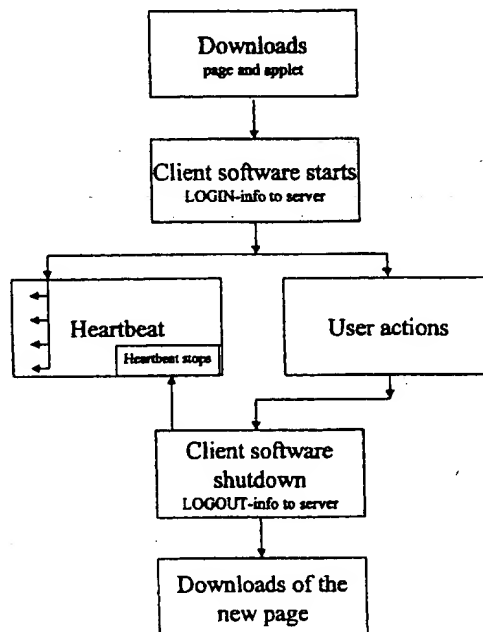 Downloads
page and applet
Client software starts
LOGIN-info to server
Heartbeat
Heartbeat stops
User actions
Client software
shutdown
LOGOUT-info to server
Downloads of the
new page